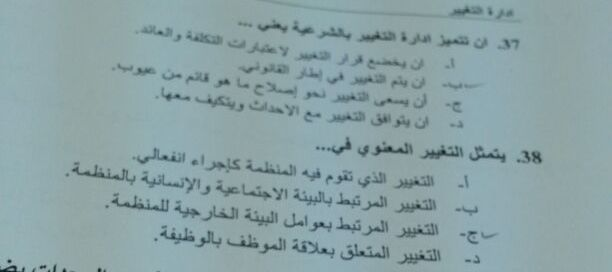 ادارة التغيير
37. ان تتميز ادارة التغيير بالشرعية يعني ...
أ- ان يخضع قرار التغيير لاعتبارات التكلفة والعائد.
ب- ان يتم التغيير في إطار القانوني.
ج- أن يسعى التغيير نحو إصلاح ما هو قائم من عيوب.
د- ان يتوافق التغيير مع الاحداث ويتكيف معها.
38. يتمثل التغيير المعنوي في...
أ- التغيير الذي تقوم فيه المنظمة كإجراء انفعالي.
ب- التغيير المرتبط بالبيئة الاجتماعية والإنسانية بالمنظمة.
ج- التغيير المرتبط بعوامل البيئة الخارجية للمنظمة.
د- التغيير المتعلق بعلاقة الموظف بالوظيفة.